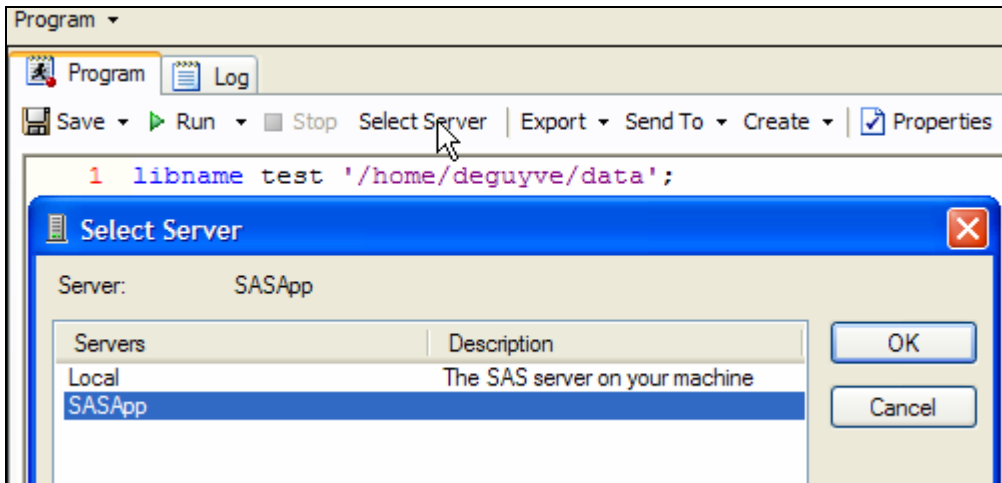 Program
Program Log
Save Run Stop Select Server Export Send To Create Properties
1 libname test '/home/deguyve/data';
Select Server
Server: SASApp
Servers Description OK
Local The SAS server on your machine
SASApp Cancel